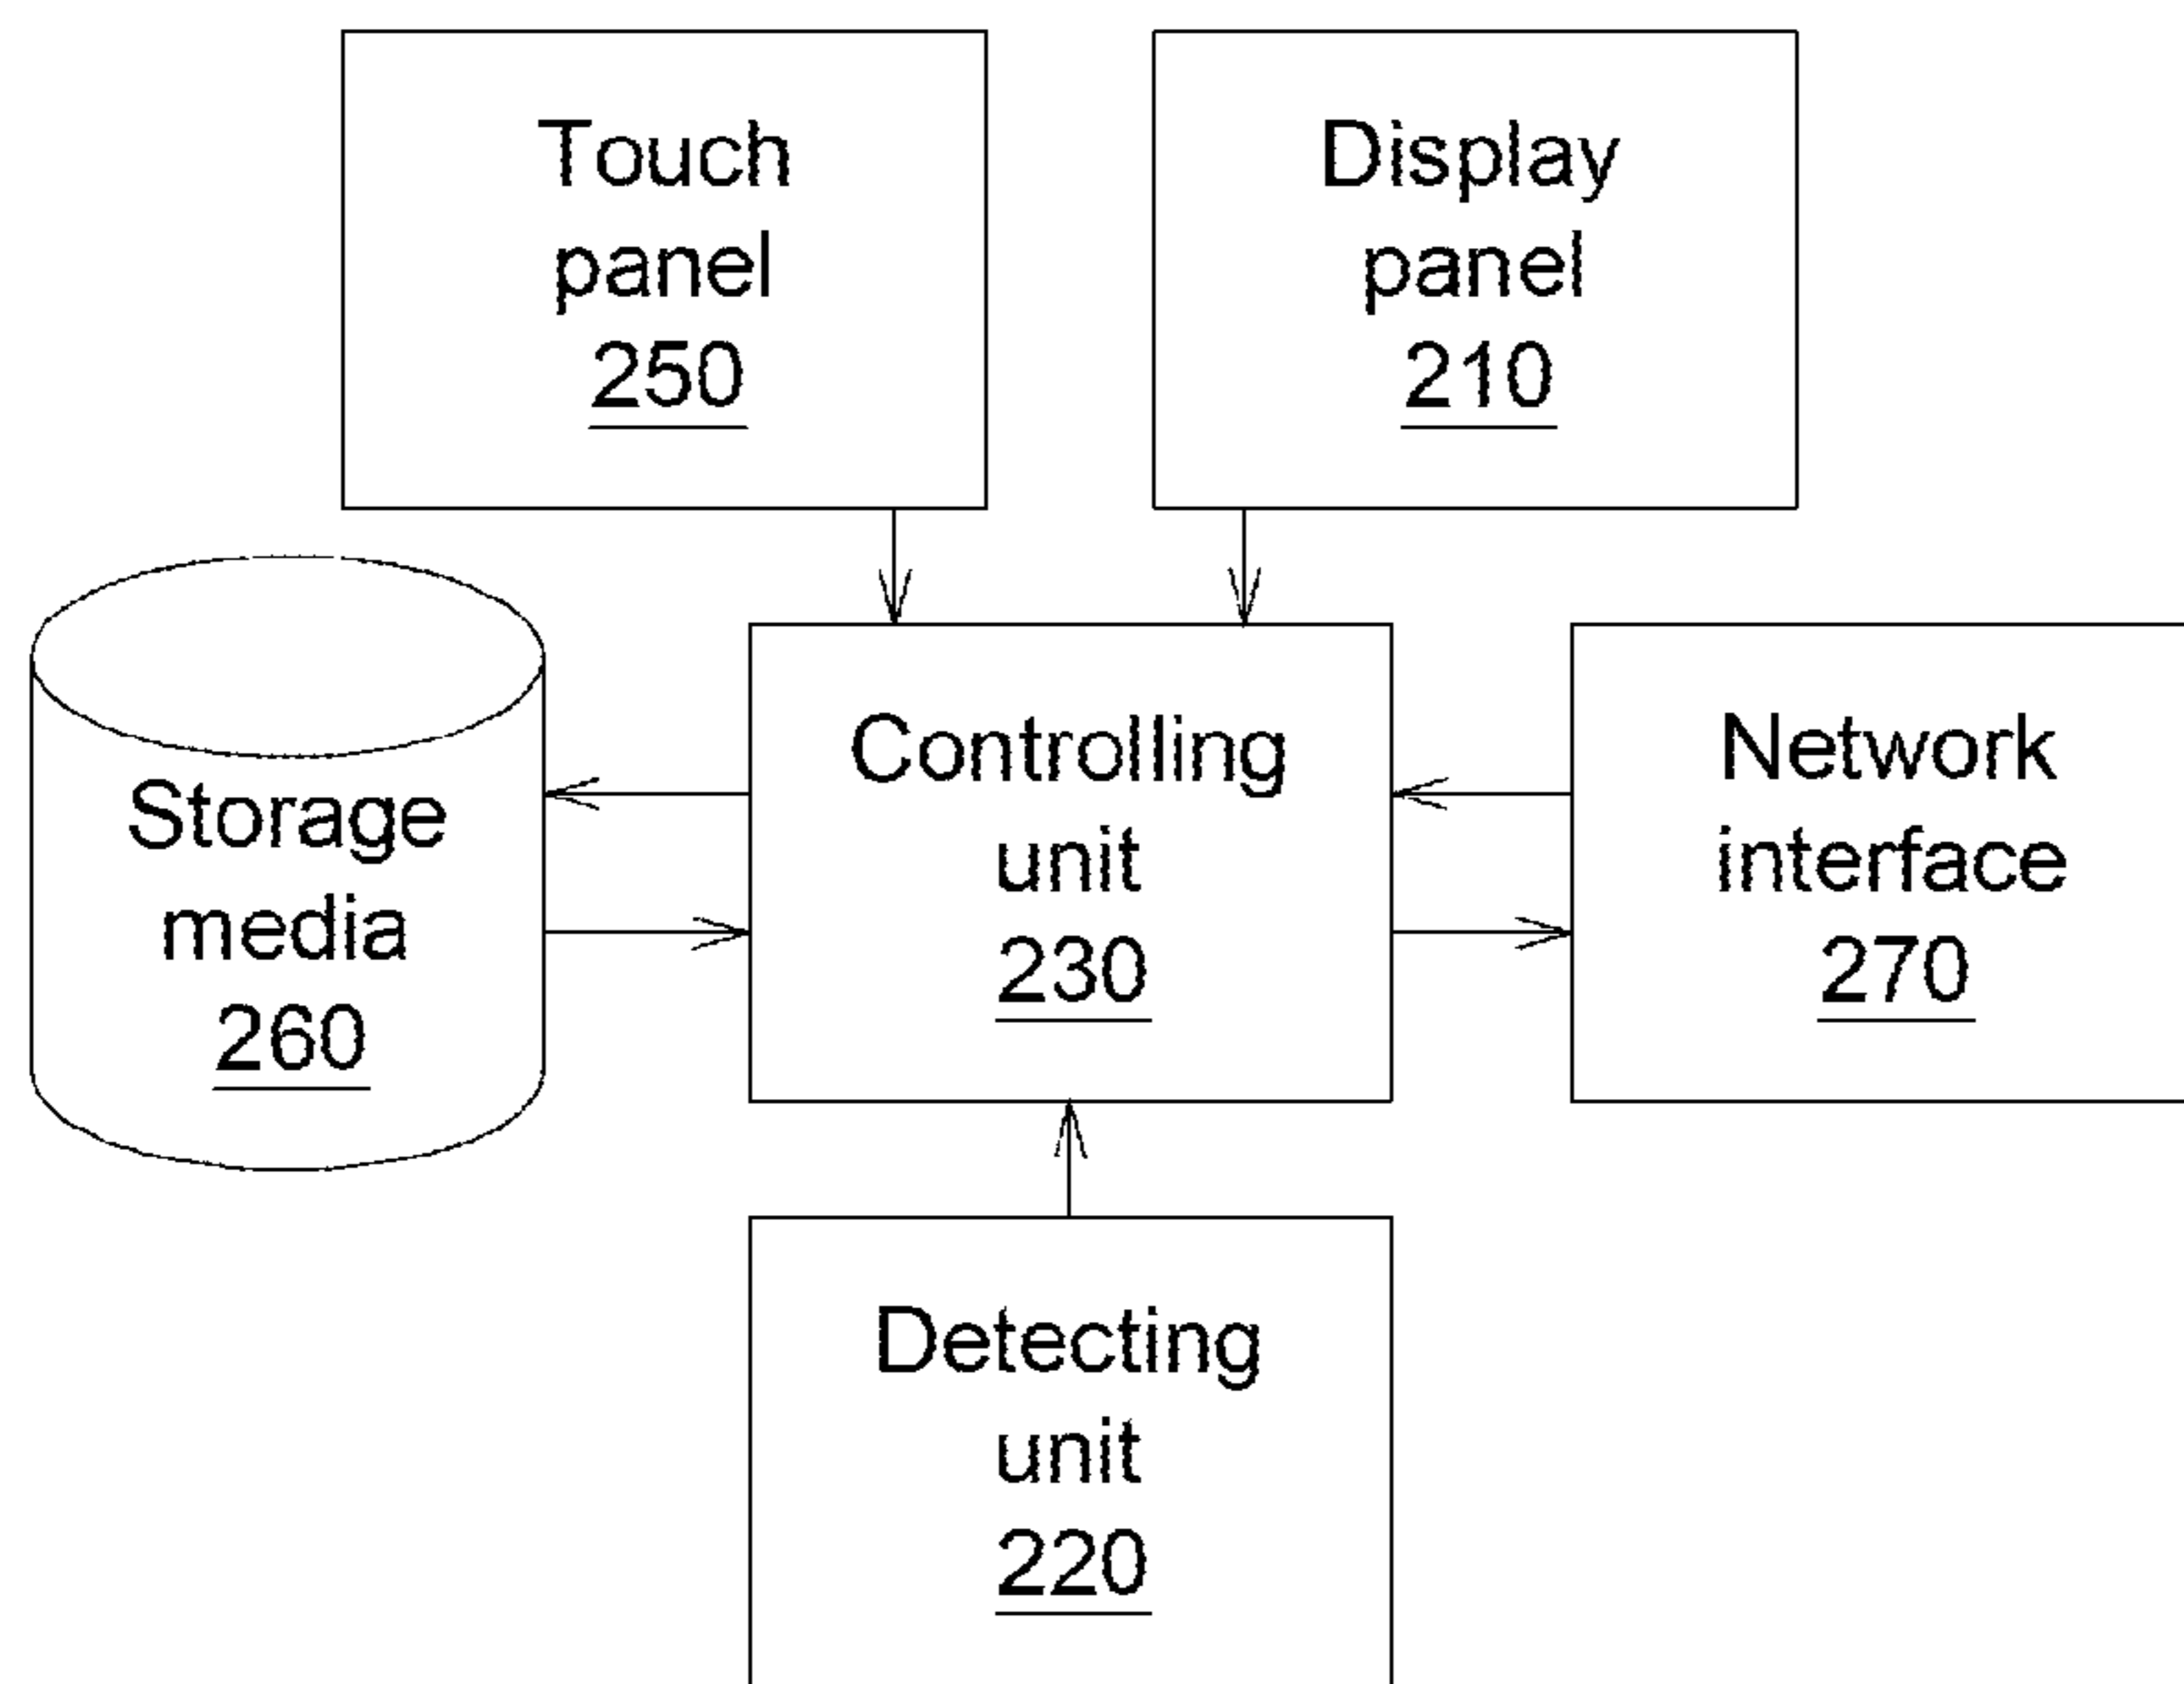 Touch
panel
250
Display
panel
210
Storage
media
260
Controlling
unit
230
Network
interface
270
Detecting
unit
220